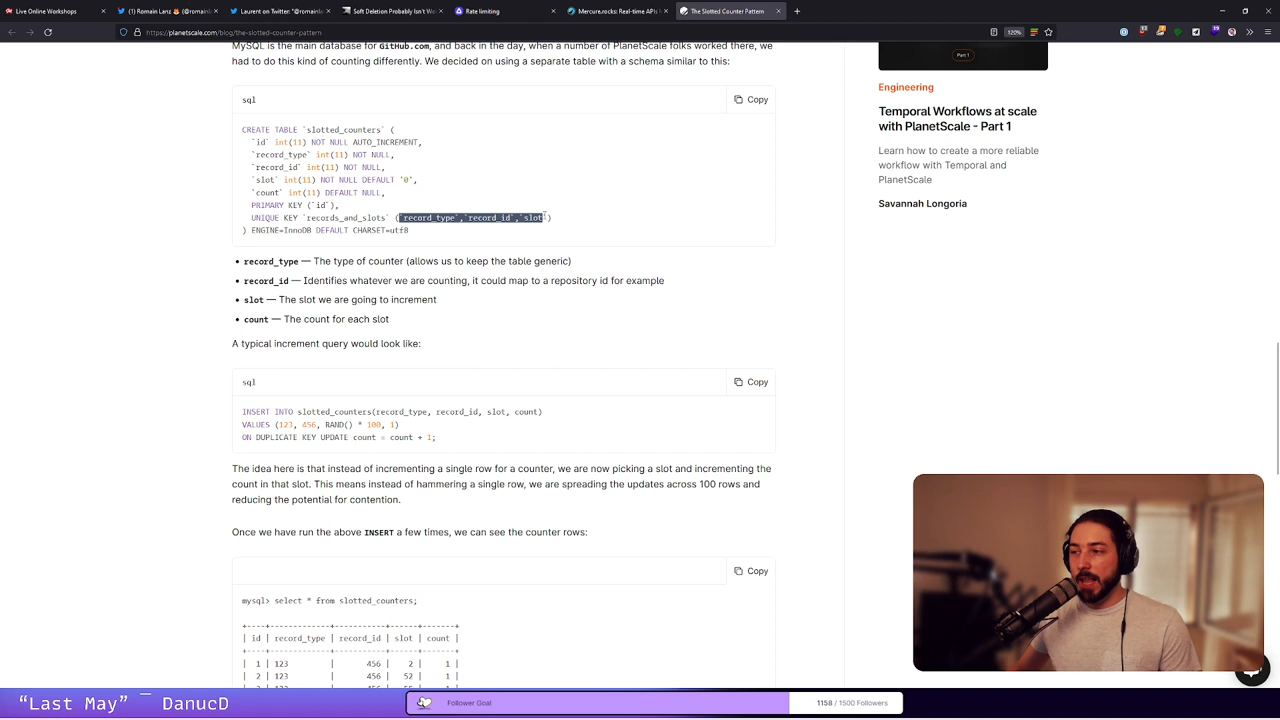 Live Online Workshops
(1) Romain Lanz
(@romainla
Laurent on Twitter: "@romainla
Soft Deletion Probably Isn't Wo
Rate limiting
Mercure.rocks: Real-time APIs
The Slotted Counter Pattern
https://planetscale.com/blog/the-slotted-counter-pattern
120%
MySQL is the main database for GitHub.com, and back in the day, when a number of PlanetScale folks worked there, we
had to do this kind of counting differently. We decided on using a separate table with a schema similar to this:
sql
Copy
CREATE TABLE `slotted_counters` (
`id` int(11) NOT NULL AUTO_INCREMENT,
`record_type` int(11) NOT NULL,
`record_id` int(11) NOT NULL,
`slot` int(11) NOT NULL DEFAULT '0',
`count` int(11) DEFAULT NULL,
PRIMARY KEY (`id`),
UNIQUE KEY `records_and_slots` (`record_type`,`record_id`,`slot`)
) ENGINE=InnoDB DEFAULT CHARSET=utf8
• record_type — The type of counter (allows us to keep the table generic)
• record_id — Identifies whatever we are counting, it could map to a repository id for example
• slot — The slot we are going to increment
• count — The count for each slot
A typical increment query would look like:
sql
Copy
INSERT INTO slotted_counters(record_type, record_id, slot, count)
VALUES (123, 456, RAND() * 100, 1)
ON DUPLICATE KEY UPDATE count = count + 1;
The idea here is that instead of incrementing a single row for a counter, we are now picking a slot and incrementing the
count in that slot. This means instead of hammering a single row, we are spreading the updates across 100 rows and
reducing the potential for contention.
Once we have run the above INSERT a few times, we can see the counter rows:
Copy
mysql> select * from slotted_counters;
+----+-------------+-----------+------+-------+
| id | record_type | record_id | slot | count |
+----+-------------+-----------+------+-------+
| 1 | 123 | 456 | 2 | 1 |
| 2 | 123 | 456 | 52 | 1 |
Part 1
Engineering
Temporal Workflows at scale
with PlanetScale - Part 1
Learn how to create a more reliable
workflow with Temporal and
PlanetScale
Savannah Longoria
“Last May” – DanucD
Follower Goal
1158 / 1500 Followers